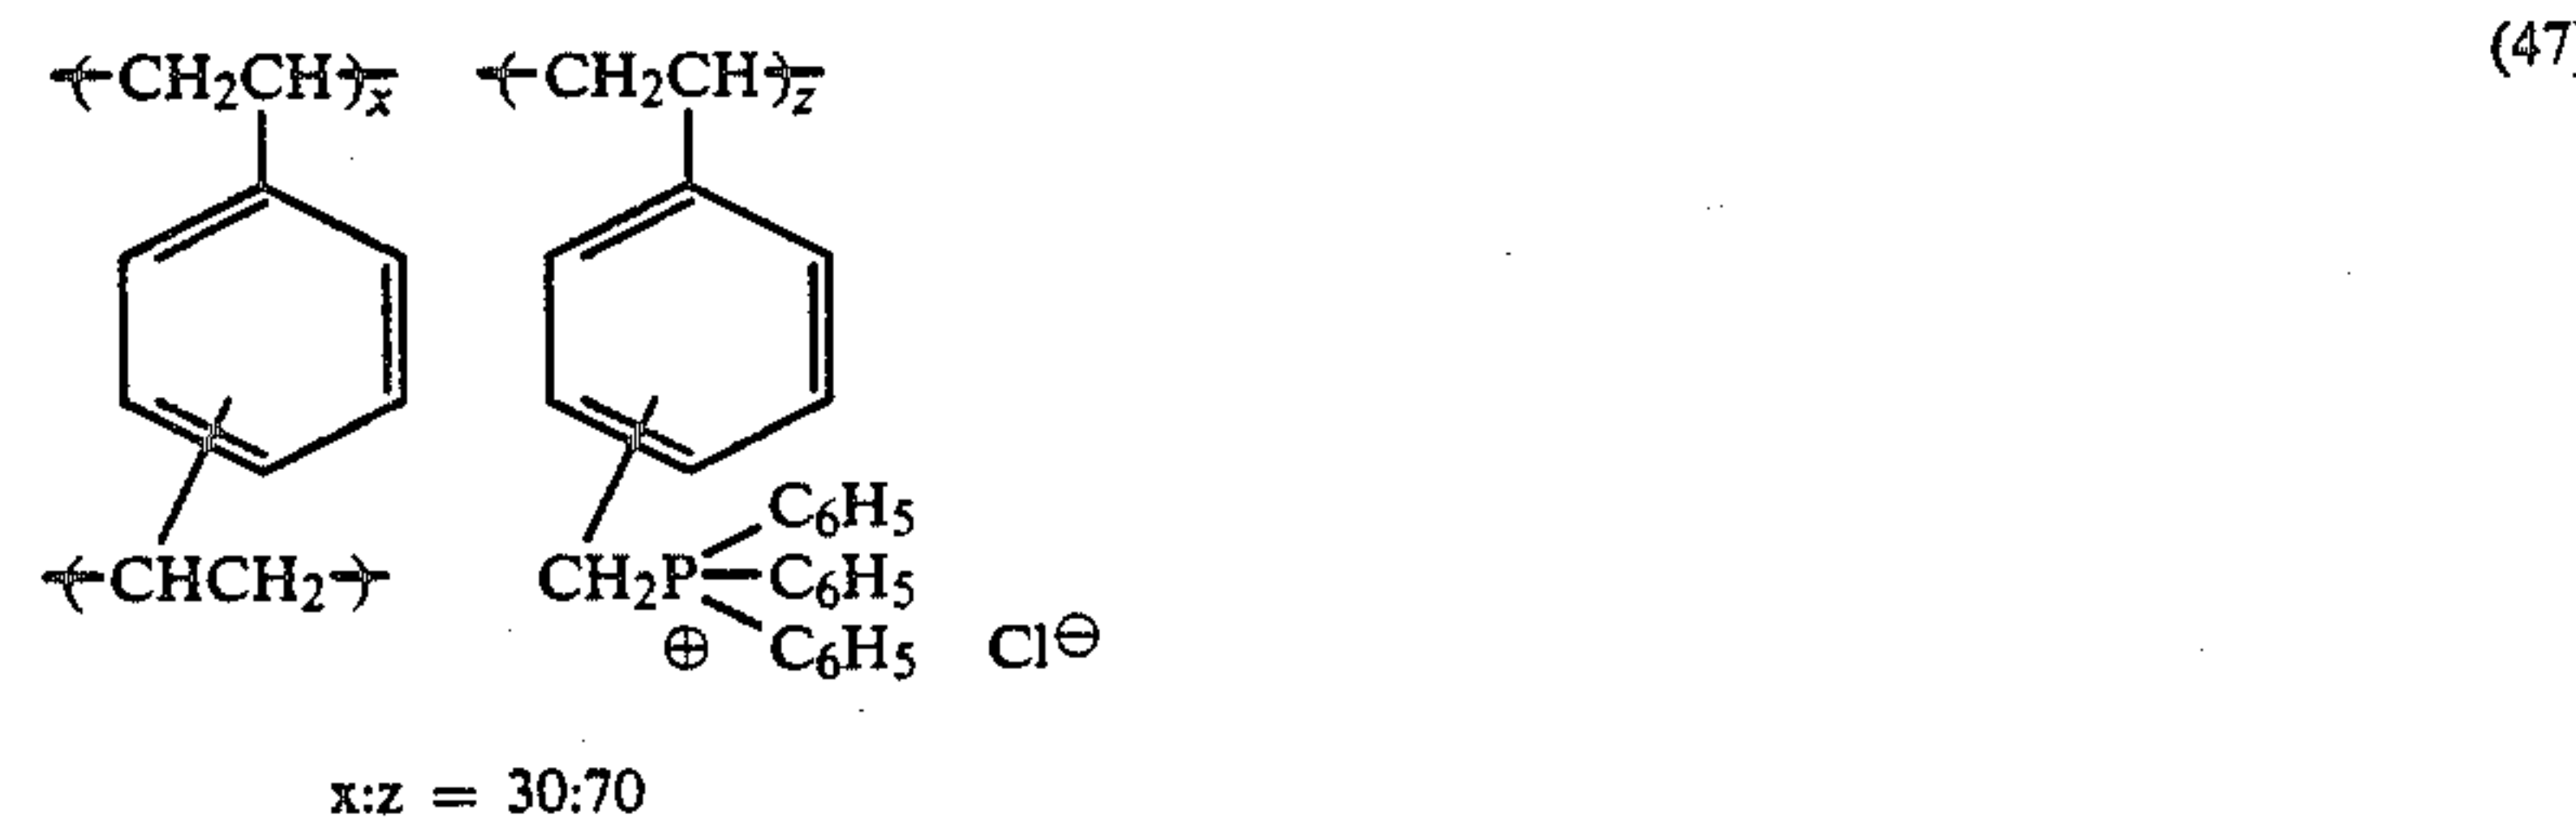 (47)
-(CH₂CH)-x -(CH₂CH)-z
C₆H₅
CH₂P—C₆H₅
-(CHCH₂)-
⊕ C₆H₅ Cl⊖
x:z = 30:70